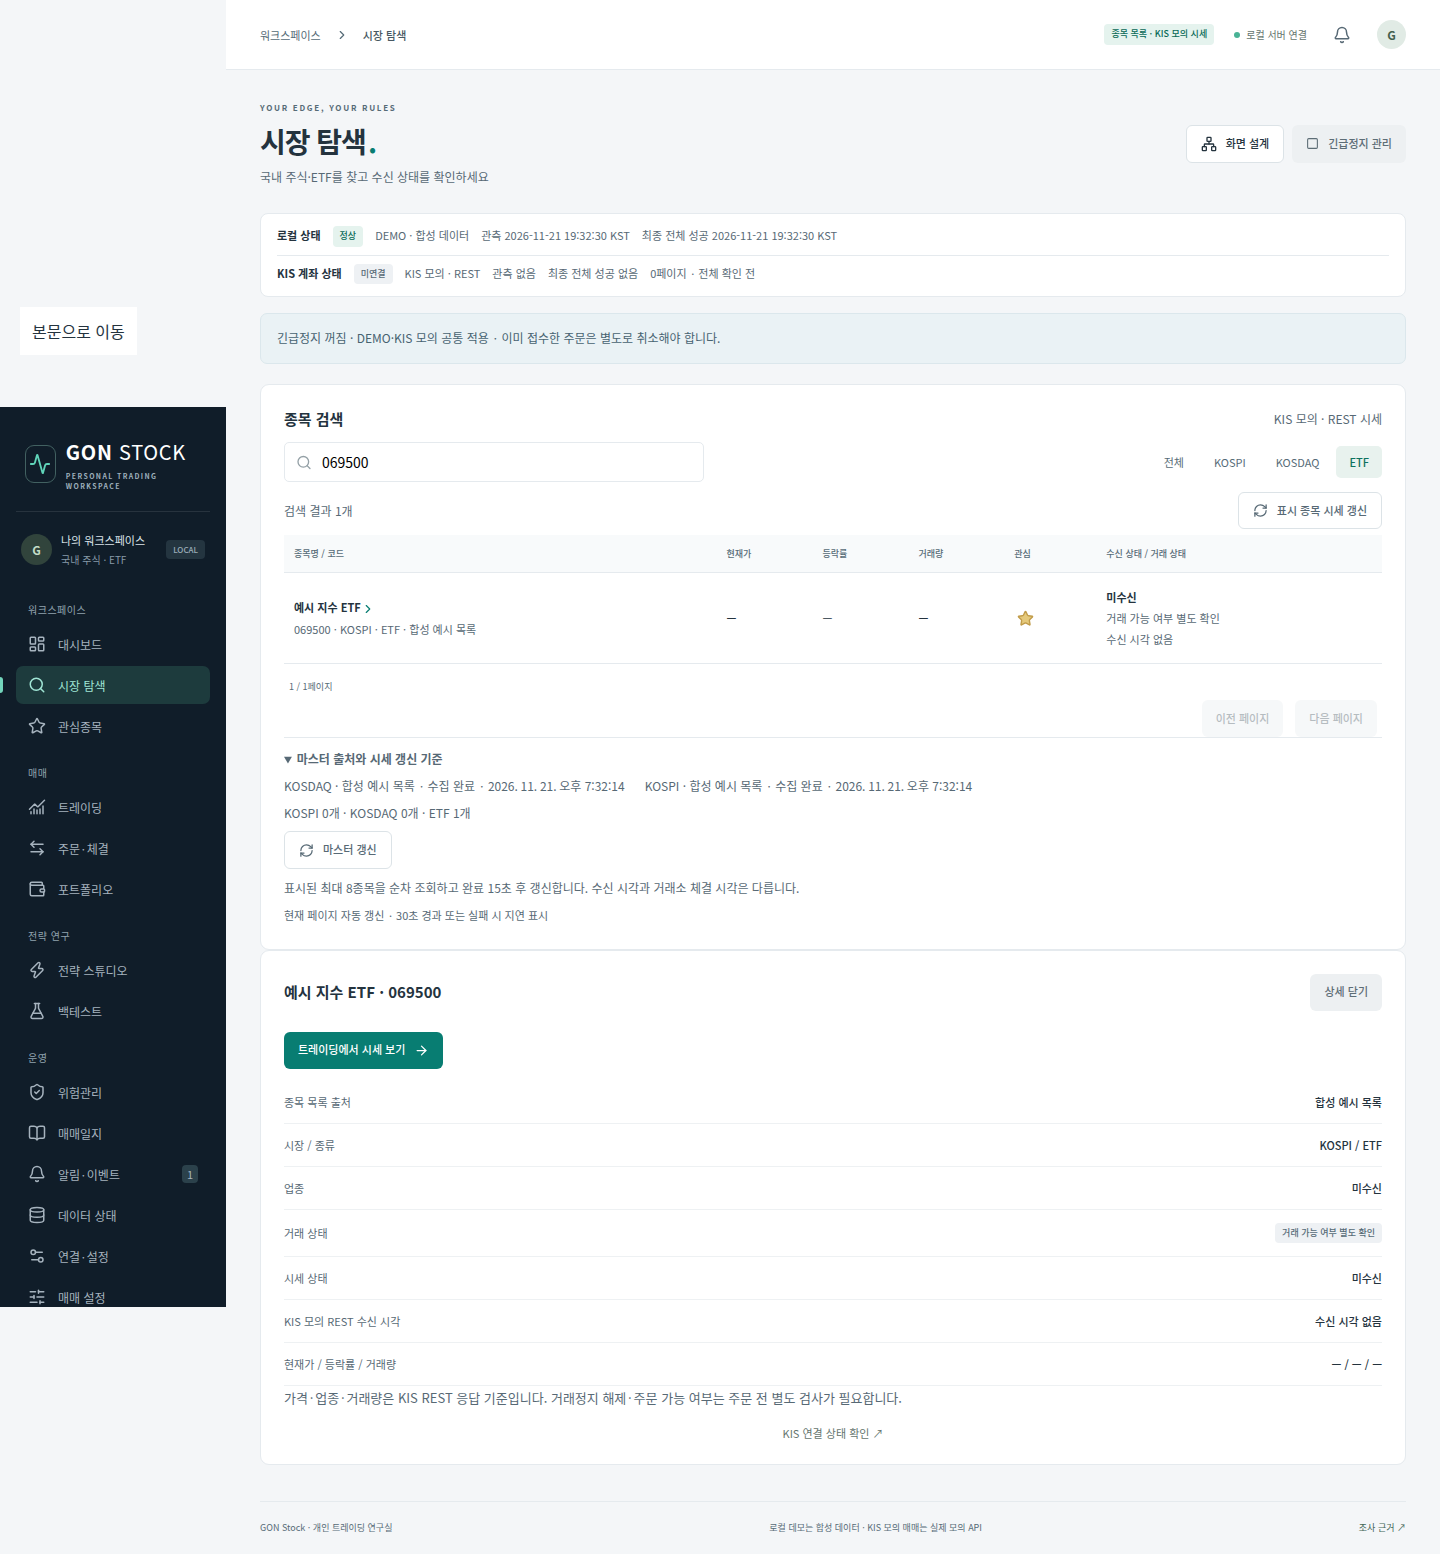 워크스페이스 > 시장 탐색
종목 목록 · KIS 모의 시세
로컬 서버 연결
G
YOUR EDGE, YOUR RULES
시장 탐색.
국내 주식·ETF를 찾고 수신 상태를 확인하세요
화면 설계
긴급정지 관리
로컬 상태 정상 DEMO · 합성 데이터 관측 2026-11-21 19:32:30 KST 최종 전체 성공 2026-11-21 19:32:30 KST
KIS 계좌 상태 미연결 KIS 모의 · REST 관측 없음 최종 전체 성공 없음 0페이지 · 전체 확인 전
긴급정지 꺼짐 · DEMO·KIS 모의 공통 적용 · 이미 접수한 주문은 별도로 취소해야 합니다.
본문으로 이동
GON STOCK
PERSONAL TRADING
WORKSPACE
G
나의 워크스페이스
국내 주식 · ETF
LOCAL
워크스페이스
대시보드
시장 탐색
관심종목
매매
트레이딩
주문·체결
포트폴리오
전략 연구
전략 스튜디오
백테스트
운영
위험관리
매매일지
알림·이벤트 1
데이터 상태
연결·설정
매매 설정
종목 검색
KIS 모의 · REST 시세
069500
전체 KOSPI KOSDAQ ETF
검색 결과 1개
표시 종목 시세 갱신
종목명 / 코드 현재가 등락률 거래량 관심 수신 상태 / 거래 상태
예시 지수 ETF >
069500 · KOSPI · ETF · 합성 예시 목록
— — —
미수신
거래 가능 여부 별도 확인
수신 시각 없음
1 / 1페이지
이전 페이지 다음 페이지
▼ 마스터 출처와 시세 갱신 기준
KOSDAQ · 합성 예시 목록 · 수집 완료 · 2026. 11. 21. 오후 7:32:14 KOSPI · 합성 예시 목록 · 수집 완료 · 2026. 11. 21. 오후 7:32:14
KOSPI 0개 · KOSDAQ 0개 · ETF 1개
마스터 갱신
표시된 최대 8종목을 순차 조회하고 완료 15초 후 갱신합니다. 수신 시각과 거래소 체결 시각은 다릅니다.
현재 페이지 자동 갱신 · 30초 경과 또는 실패 시 지연 표시
예시 지수 ETF · 069500
상세 닫기
트레이딩에서 시세 보기 →
종목 목록 출처 합성 예시 목록
시장 / 종류 KOSPI / ETF
업종 미수신
거래 상태 거래 가능 여부 별도 확인
시세 상태 미수신
KIS 모의 REST 수신 시각 수신 시각 없음
현재가 / 등락률 / 거래량 — / — / —
가격·업종·거래량은 KIS REST 응답 기준입니다. 거래정지 해제·주문 가능 여부는 주문 전 별도 검사가 필요합니다.
KIS 연결 상태 확인 ↗
GON Stock · 개인 트레이딩 연구실
로컬 데모는 합성 데이터 · KIS 모의 매매는 실제 모의 API
조사 근거 ↗